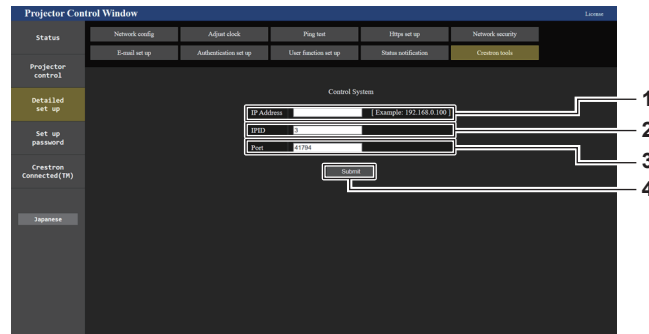 Projector Control Window
License
Status
Network config
Adjust clock
Ping test
Https set up
Network security
E-mail set up
Authentication set up
User function set up
Status notification
Crestron tools
Projector
control
Detailed
set up
Set up
password
Crestron
Connected(TM)
Japanese
Control System
IP Address
[ Example: 192.168.0.100 ]
1
IPID
3
2
Port
41794
3
Submit
4